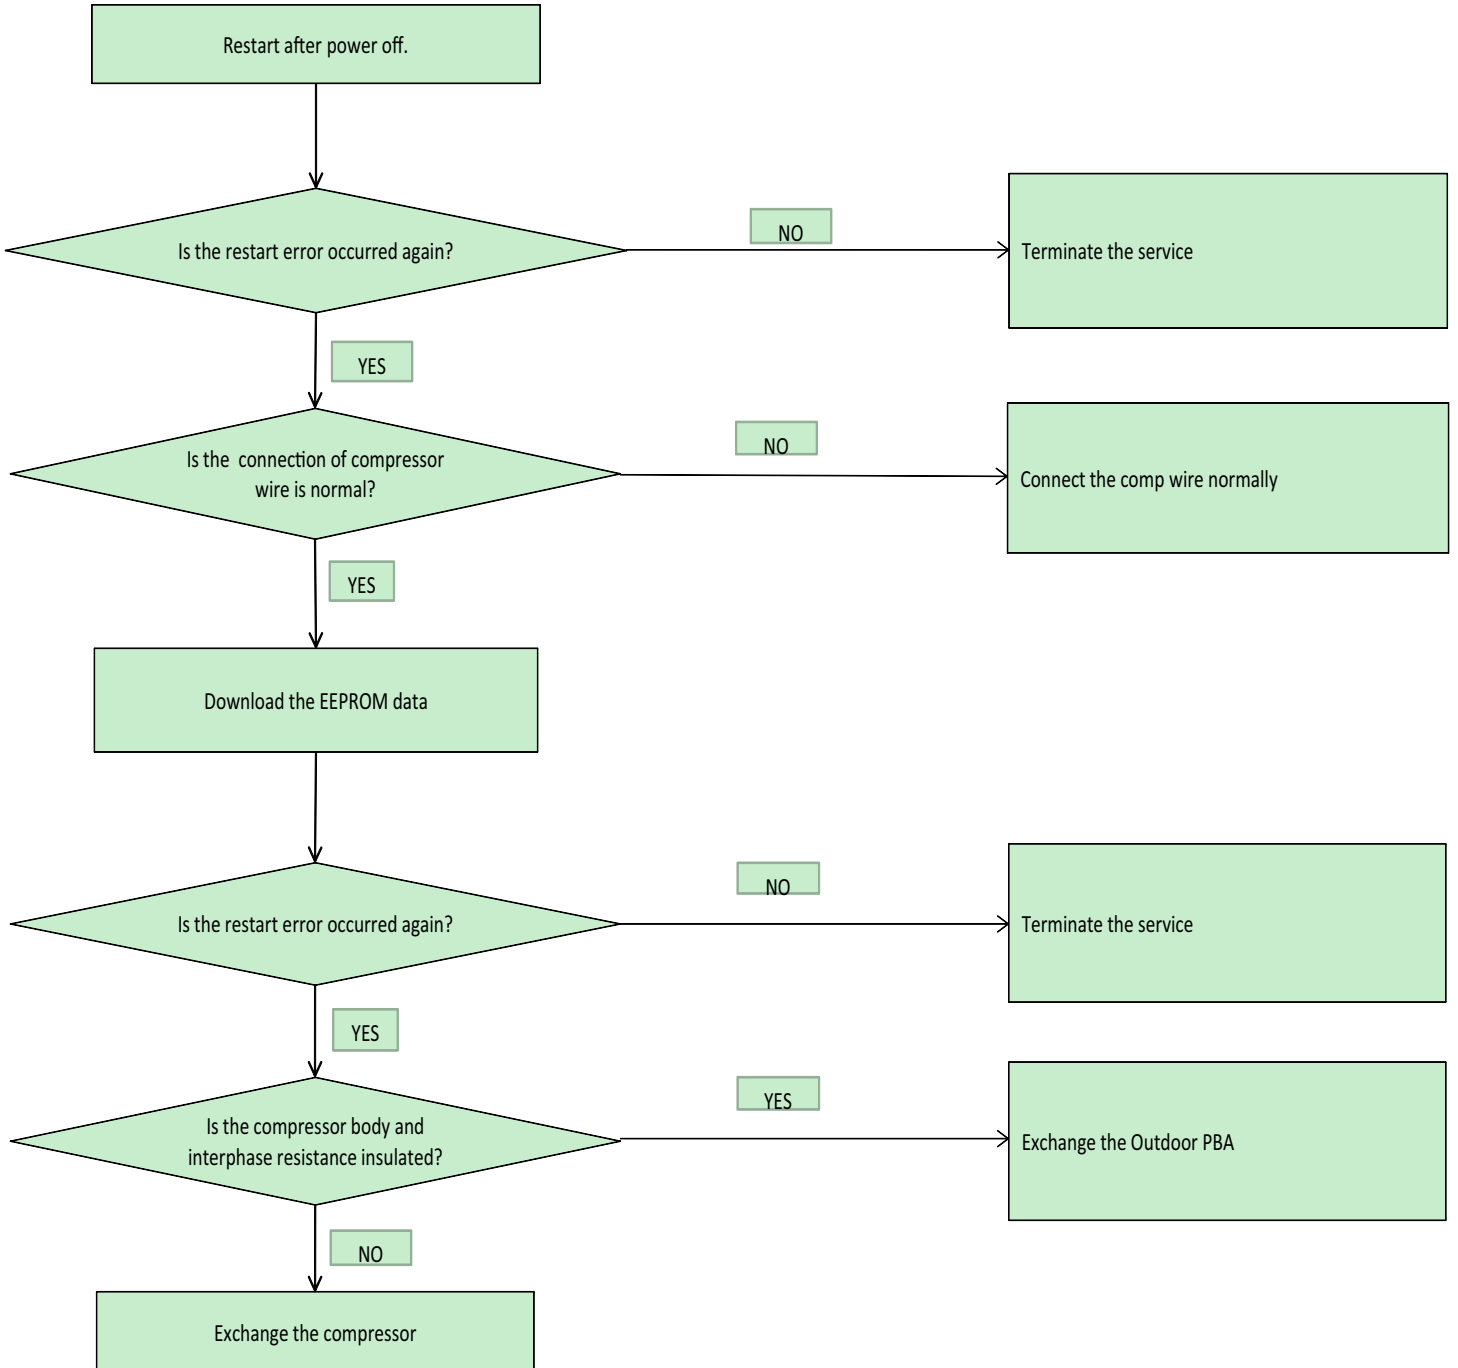 Restart after power off.
Is the restart error occurred again?
NO
Terminate the service
YES
Is the  connection of compressor
wire is normal?
NO
Connect the comp wire normally
YES
Download the EEPROM data
Is the restart error occurred again?
NO
Terminate the service
YES
Is the compressor body and
interphase resistance insulated?
YES
Exchange the Outdoor PBA
NO
Exchange the compressor